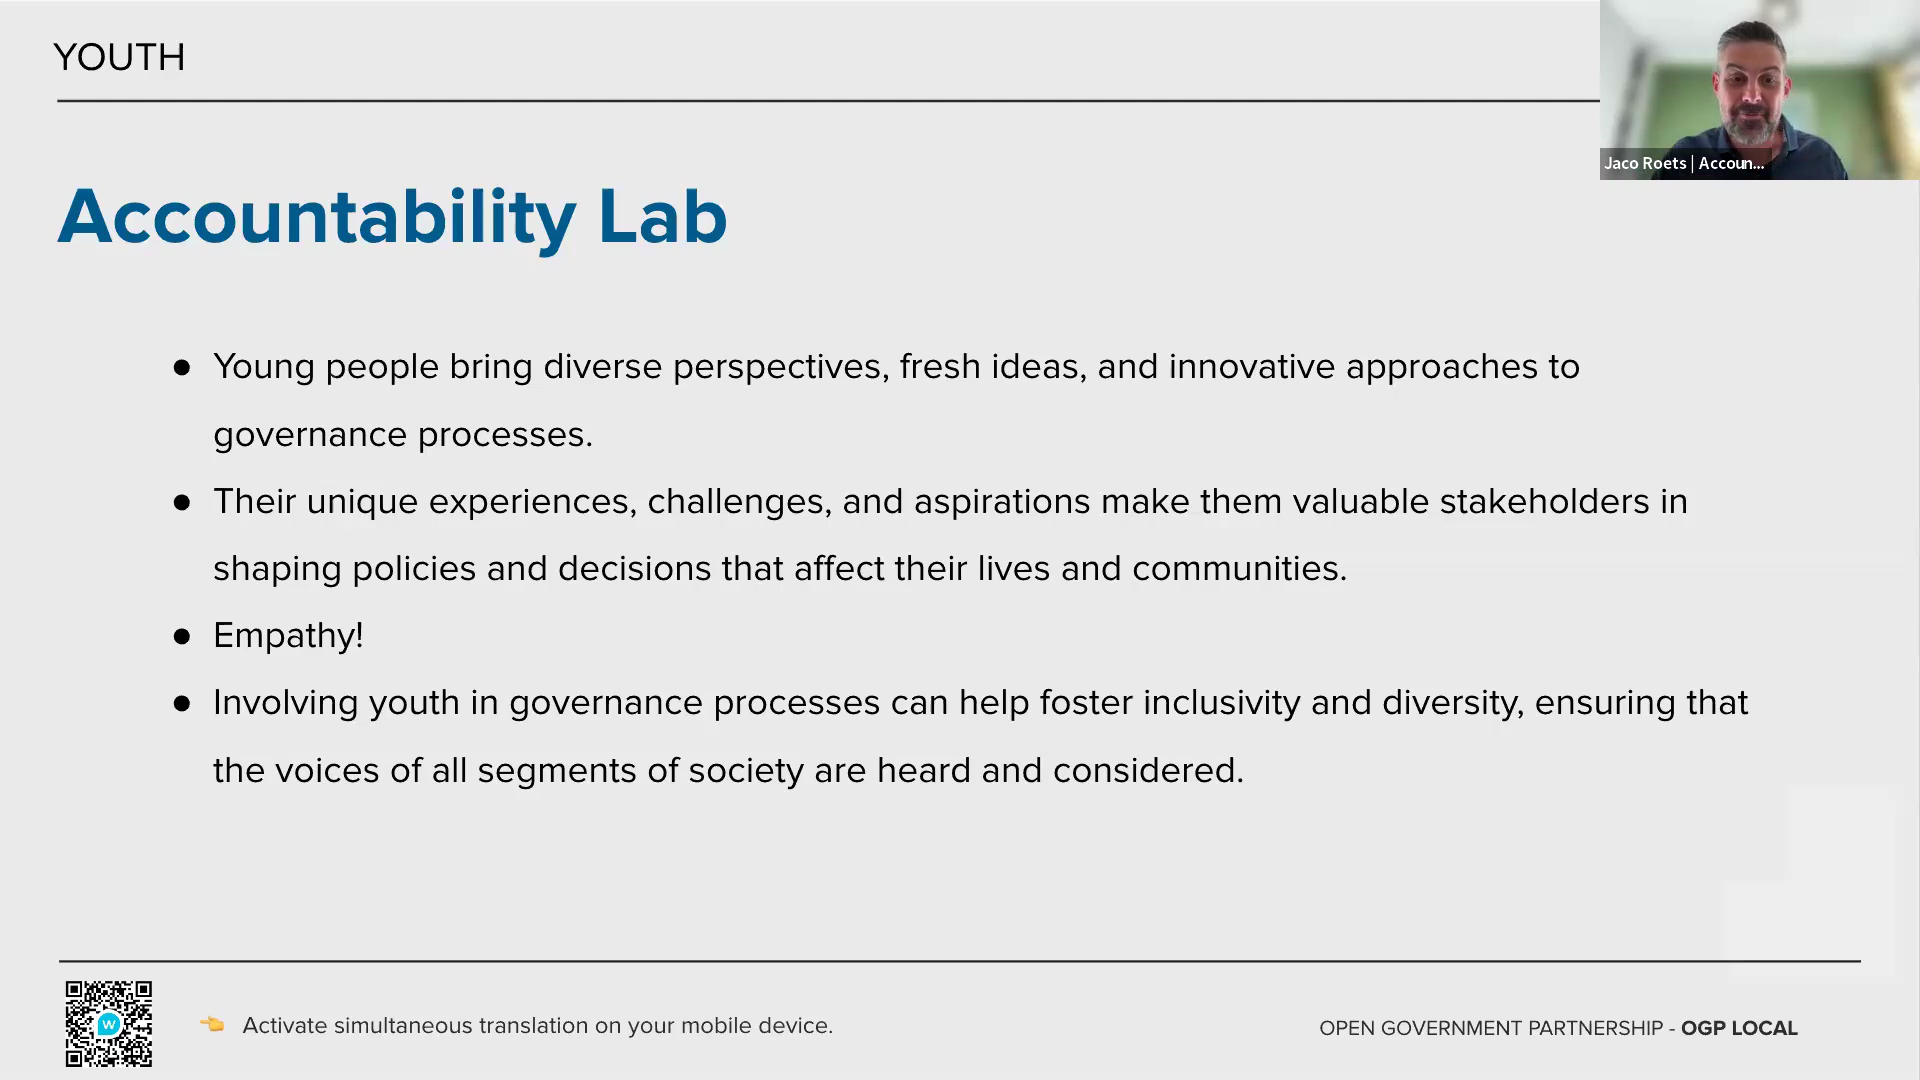 YOUTH
Jaco Roets | Accoun...
Accountability Lab
● Young people bring diverse perspectives, fresh ideas, and innovative approaches to
governance processes.
● Their unique experiences, challenges, and aspirations make them valuable stakeholders in
shaping policies and decisions that affect their lives and communities.
● Empathy!
● Involving youth in governance processes can help foster inclusivity and diversity, ensuring that
the voices of all segments of society are heard and considered.
w
👈 Activate simultaneous translation on your mobile device.
OPEN GOVERNMENT PARTNERSHIP - OGP LOCAL